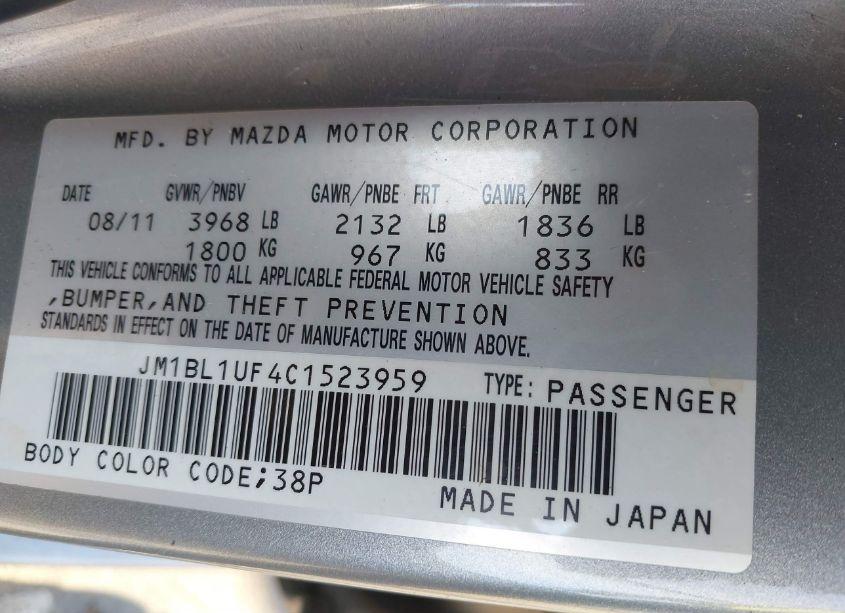 MFD. BY MAZDA MOTOR CORPORATION
DATE GVWR/PNBV GAWR/PNBE FRT GAWR/PNBE RR
08/11 3968 LB 2132 LB 1836 LB
1800 KG 967 KG 833 KG
THIS VEHICLE CONFORMS TO ALL APPLICABLE FEDERAL MOTOR VEHICLE SAFETY
,BUMPER,AND THEFT PREVENTION
STANDARDS IN EFFECT ON THE DATE OF MANUFACTURE SHOWN ABOVE.
JM1BL1UF4C1523959 TYPE: PASSENGER
BODY COLOR CODE;38P
MADE IN JAPAN